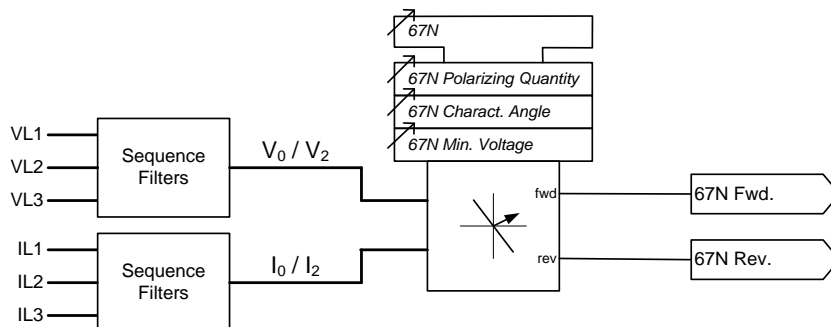 67N
67N Polarizing Quantity
67N Charact. Angle
67N Min. Voltage
VL1
VL2
VL3
Sequence
Filters
V₀ / V₂
IL1
IL2
IL3
Sequence
Filters
I₀ / I₂
fwd
rev
67N Fwd.
67N Rev.